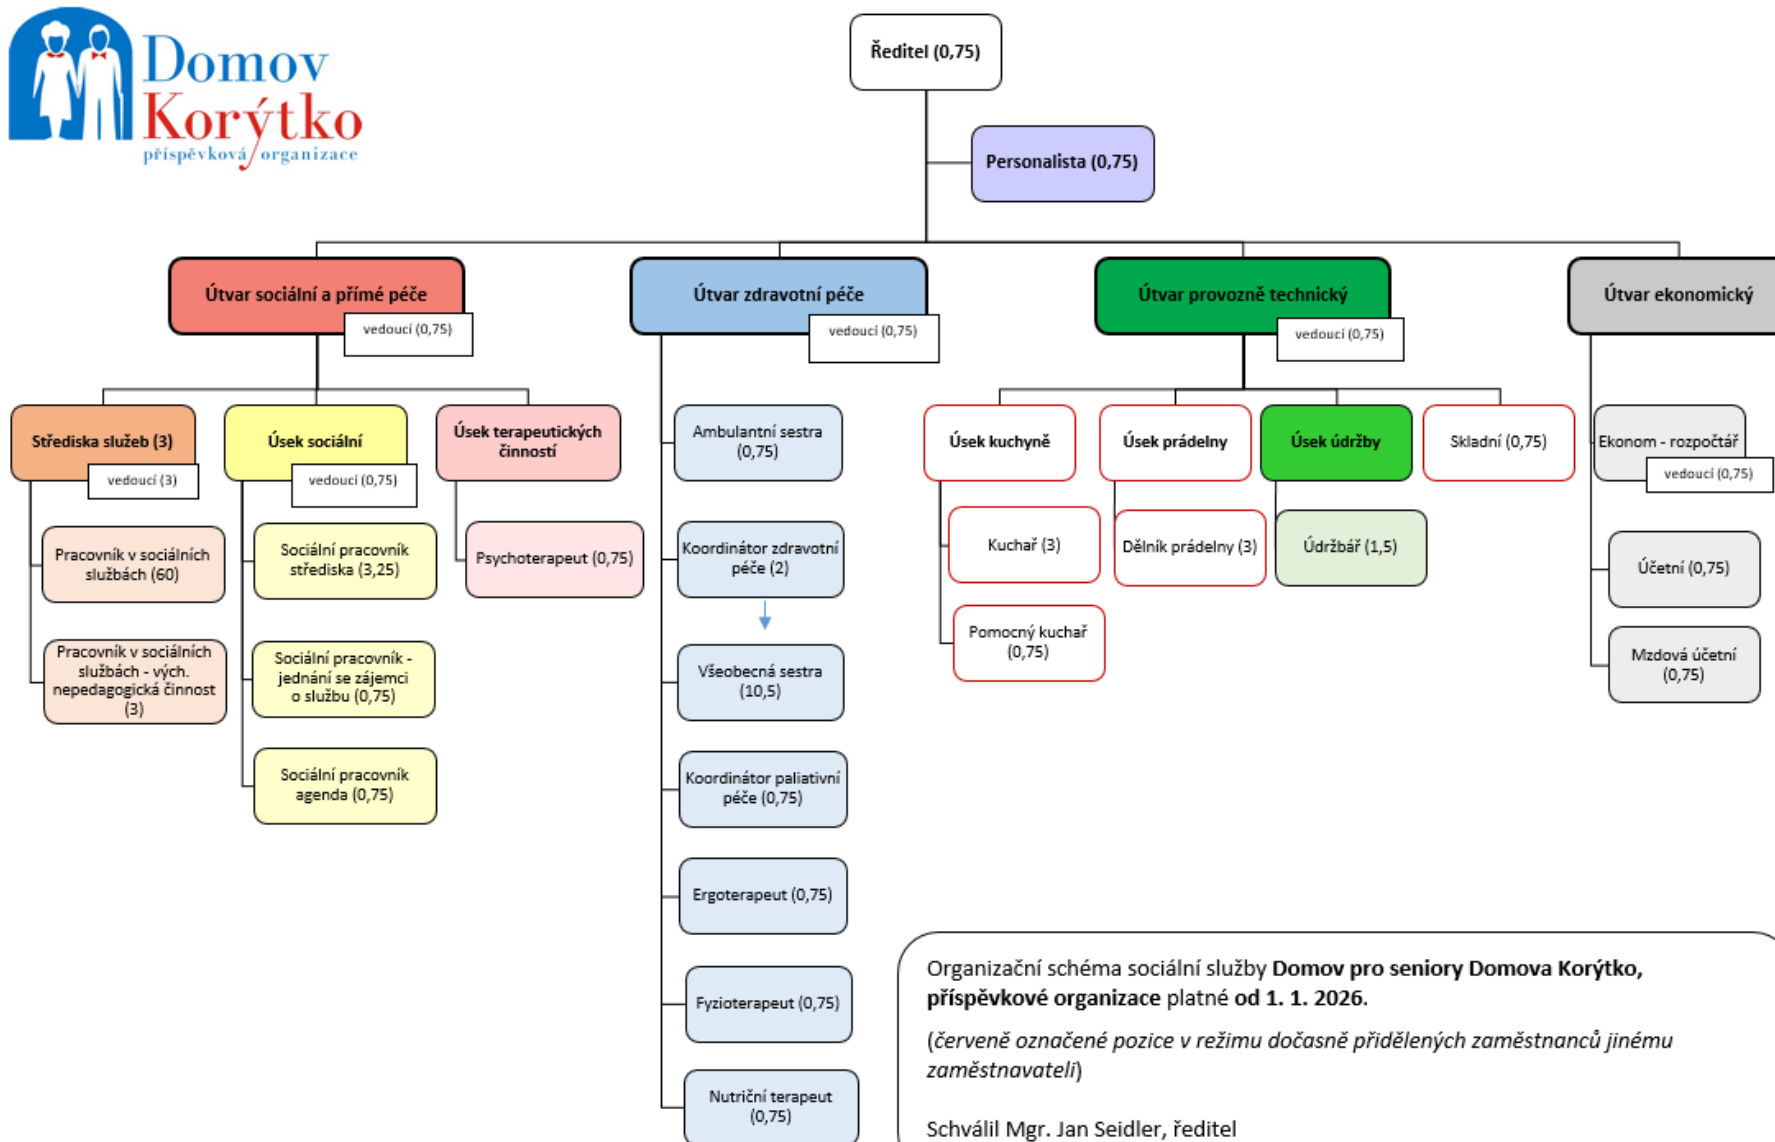 Domov
Korýtko
příspěvková organizace
Ředitel (0,75)
Personalista (0,75)
Útvar sociální a přímé péče
vedoucí (0,75)
Útvar zdravotní péče
vedoucí (0,75)
Útvar provozně technický
vedoucí (0,75)
Útvar ekonomický
Střediska služeb (3)
vedoucí (3)
Úsek sociální
vedoucí (0,75)
Úsek terapeutických
činností
Pracovník v sociálních
službách (60)
Pracovník v sociálních
službách - vých.
nepedagogická činnost
(3)
Sociální pracovník
střediska (3,25)
Sociální pracovník -
jednání se zájemci
o službu (0,75)
Sociální pracovník
agenda (0,75)
Psychoterapeut (0,75)
Ambulantní sestra
(0,75)
Koordinátor zdravotní
péče (2)
Všeobecná sestra
(10,5)
Koordinátor paliativní
péče (0,75)
Ergoterapeut (0,75)
Fyzioterapeut (0,75)
Nutriční terapeut
(0,75)
Úsek kuchyně
Kuchař (3)
Pomocný kuchař
(0,75)
Úsek prádelny
Dělník prádelny (3)
Úsek údržby
Údržbář (1,5)
Skladní (0,75)
Ekonom - rozpočtář
vedoucí (0,75)
Účetní (0,75)
Mzdová účetní
(0,75)
Organizační schéma sociální služby Domov pro seniory Domova Korýtko,
příspěvkové organizace platné od 1. 1. 2026.
(červeně označené pozice v režimu dočasně přidělených zaměstnanců jinému
zaměstnavateli)
Schválil Mgr. Jan Seidler, ředitel